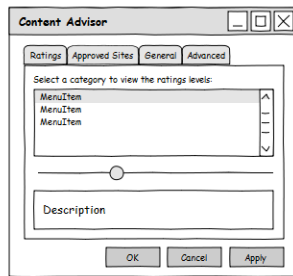 Content Advisor
Ratings Approved Sites General Advanced
Select a category to view the ratings levels:
MenuItem
MenuItem
MenuItem
Description
OK Cancel Apply